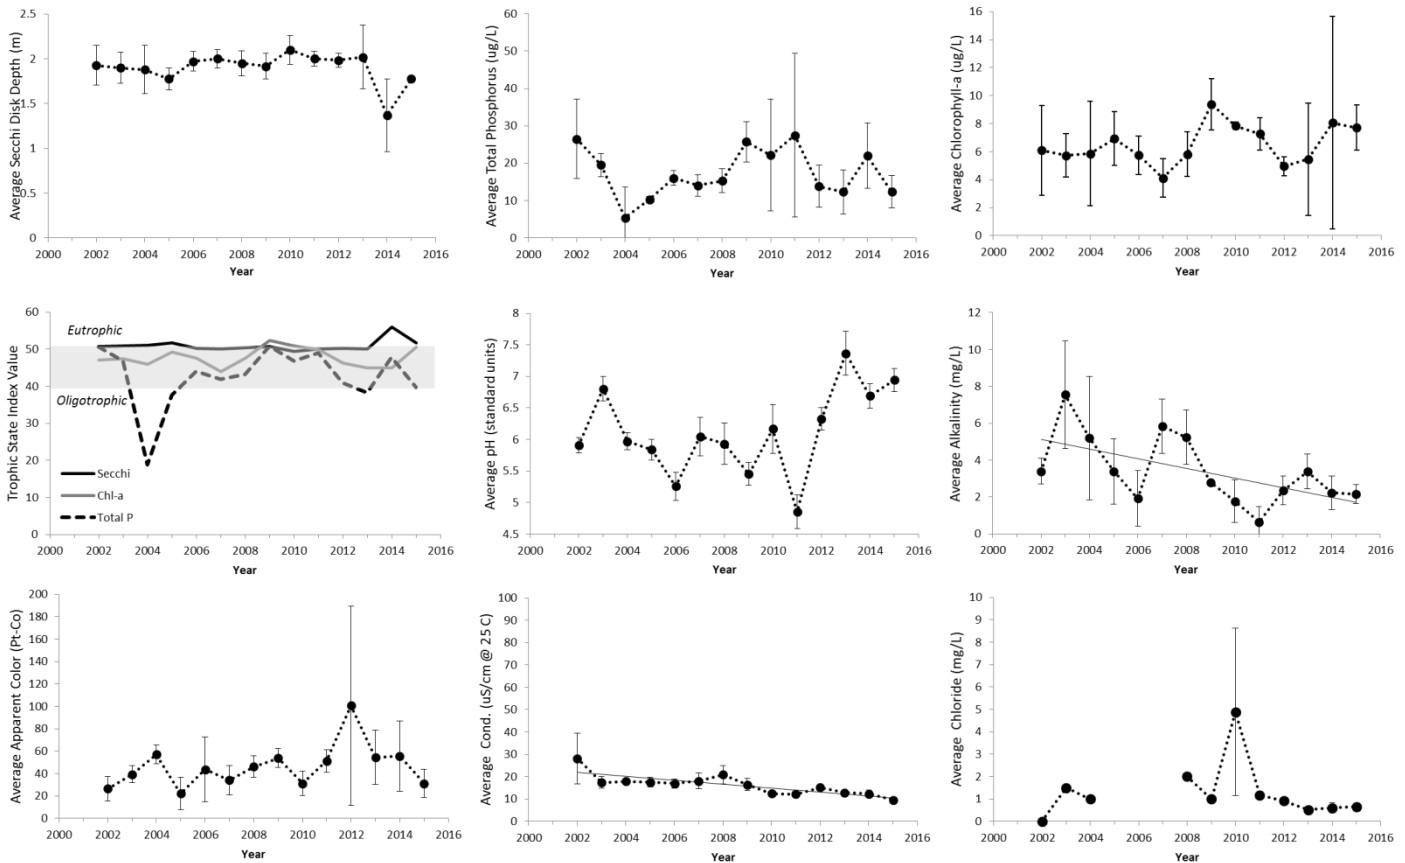 Average Secchi Disk Depth (m)
2.5
2
1.5
1
0.5
0
2000 2002 2004 2006 2008 2010 2012 2014 2016
Year
Average Total Phosphorus (ug/L)
60
50
40
30
20
10
0
2000 2002 2004 2006 2008 2010 2012 2014 2016
Year
Average Chlorophyll-a (ug/L)
16
14
12
10
8
6
4
2
0
2000 2002 2004 2006 2008 2010 2012 2014 2016
Year
Trophic State Index Value
60
50
40
30
20
10
0
Eutrophic
Oligotrophic
Secchi
Chl-a
Total P
2000 2002 2004 2006 2008 2010 2012 2014 2016
Year
Average pH (standard units)
8
7.5
7
6.5
6
5.5
5
4.5
2000 2002 2004 2006 2008 2010 2012 2014 2016
Year
Average Alkalinity (mg/L)
12
10
8
6
4
2
0
2000 2002 2004 2006 2008 2010 2012 2014 2016
Year
Average Apparent Color (Pt-Co)
200
180
160
140
120
100
80
60
40
20
0
2000 2002 2004 2006 2008 2010 2012 2014 2016
Year
Average Cond. (uS/cm @ 25 C)
100
90
80
70
60
50
40
30
20
10
0
2000 2002 2004 2006 2008 2010 2012 2014 2016
Year
Average Chloride (mg/L)
10
9
8
7
6
5
4
3
2
1
0
2000 2002 2004 2006 2008 2010 2012 2014 2016
Year